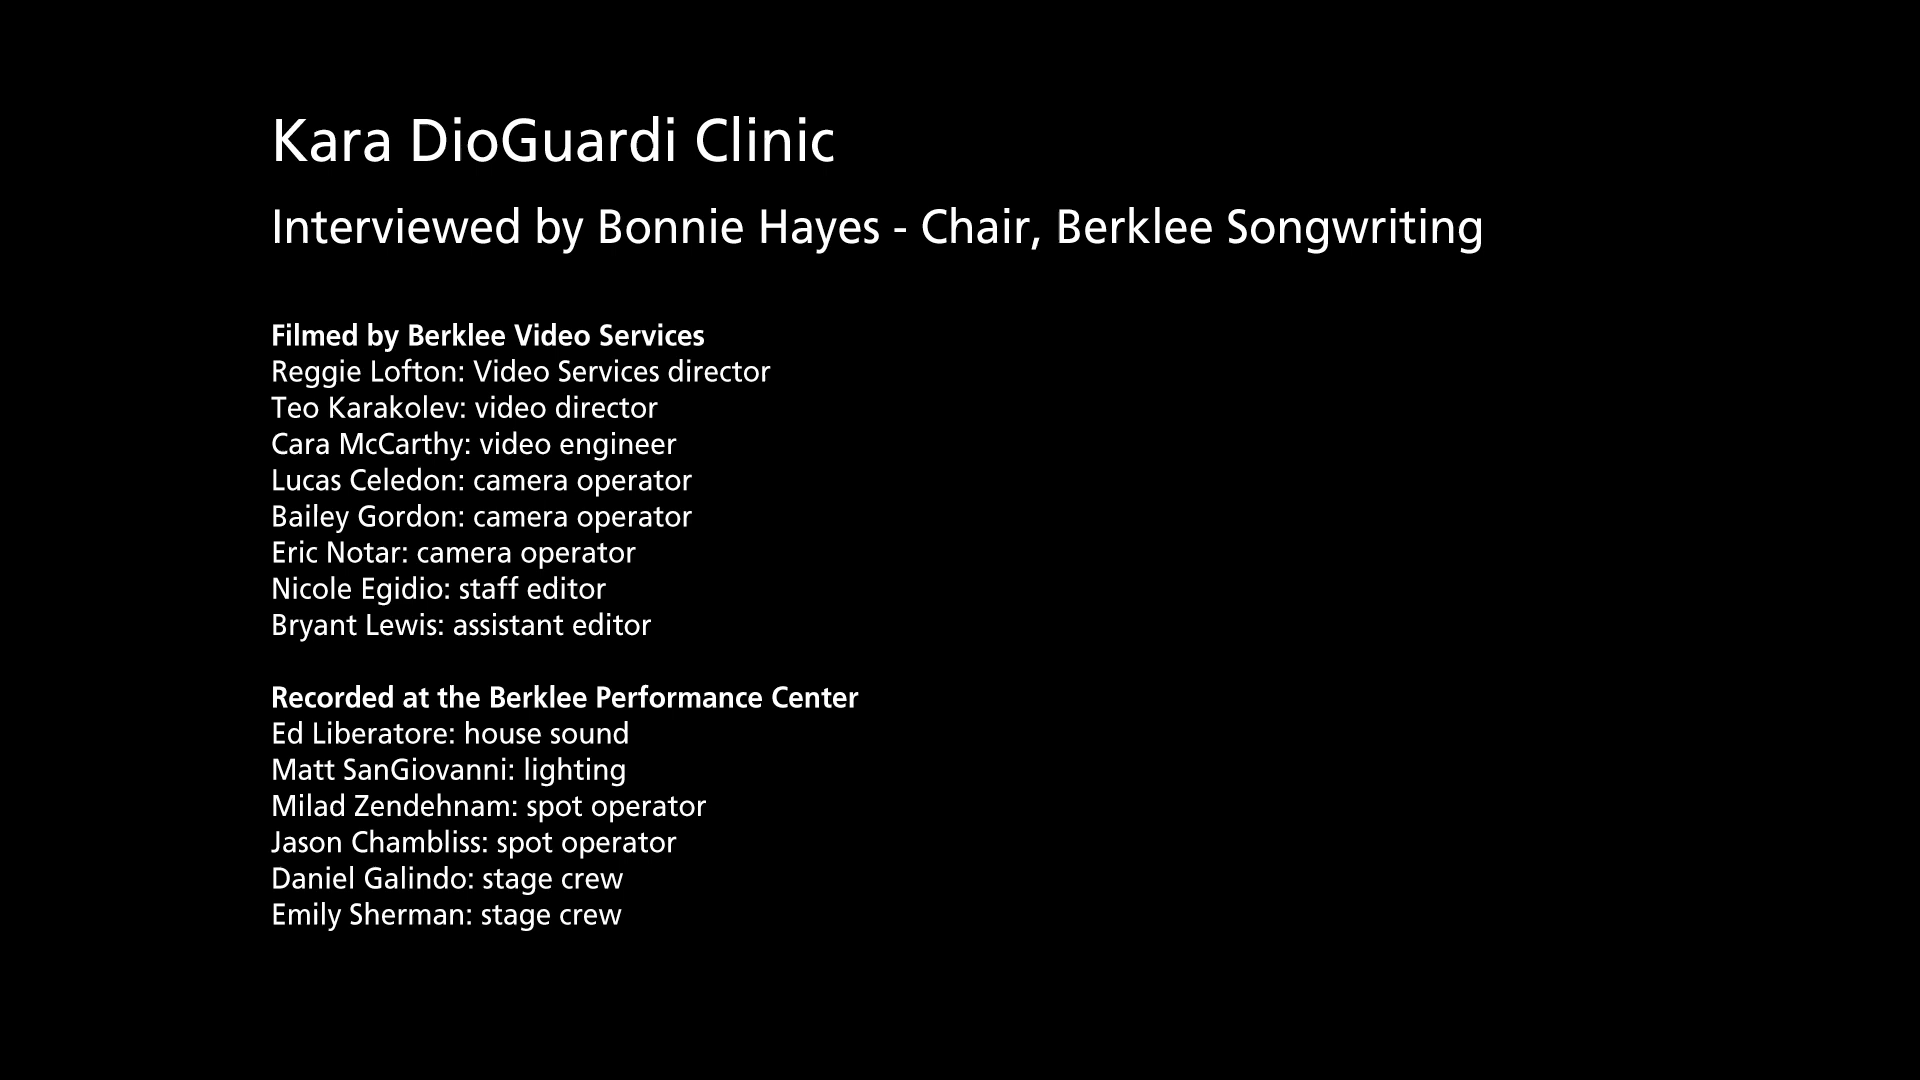 Kara DioGuardi Clinic
Interviewed by Bonnie Hayes - Chair, Berklee Songwriting
Filmed by Berklee Video Services
Reggie Lofton: Video Services director
Teo Karakolev: video director
Cara McCarthy: video engineer
Lucas Celedon: camera operator
Bailey Gordon: camera operator
Eric Notar: camera operator
Nicole Egidio: staff editor
Bryant Lewis: assistant editor
Recorded at the Berklee Performance Center
Ed Liberatore: house sound
Matt SanGiovanni: lighting
Milad Zendehnam: spot operator
Jason Chambliss: spot operator
Daniel Galindo: stage crew
Emily Sherman: stage crew